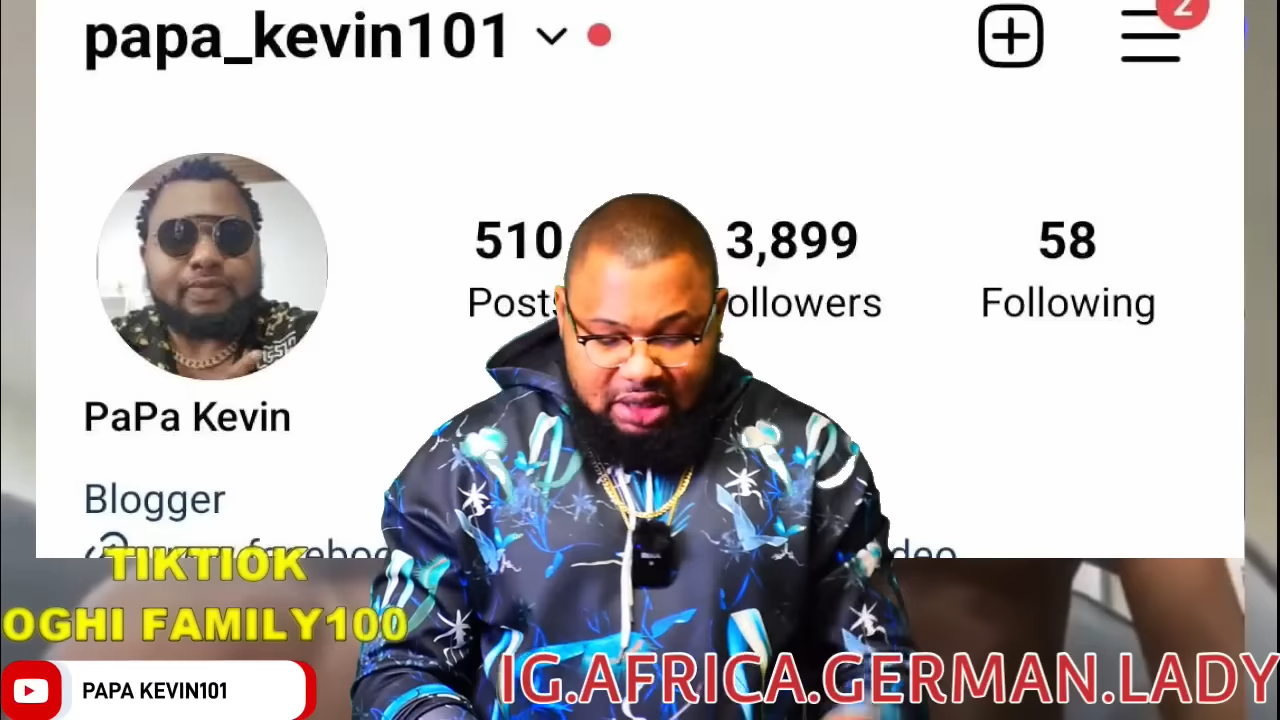 papa_kevin101
2
510 3,899 58
Posts ollowers Following
PaPa Kevin
Blogger
TIKTIOK
OGHI FAMILY100
PAPA KEVIN101
IG.AFRICA.GERMAN.LADY